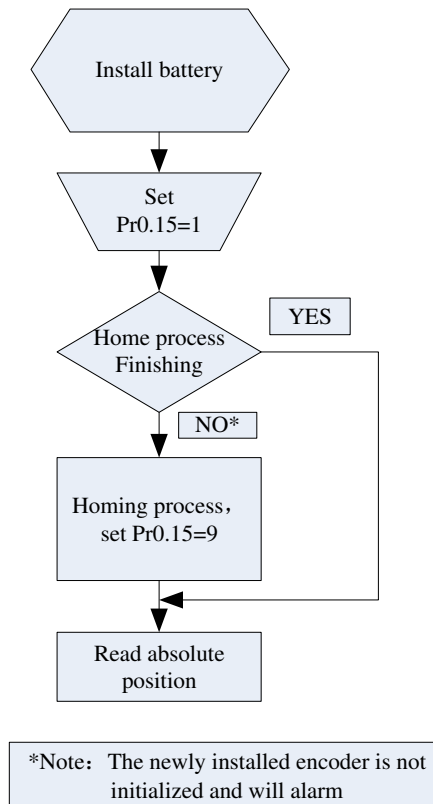 Install battery
Set
Pr0.15=1
Home process
Finishing
YES
NO*
Homing process，
set Pr0.15=9
Read absolute
position
*Note：The newly installed encoder is not
initialized and will alarm